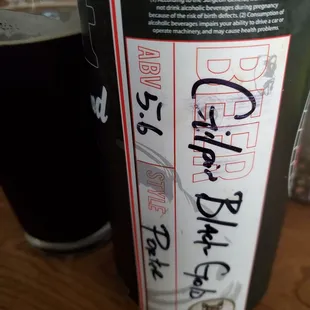 not drink alcoholic beverages during pregnancy
because of the risk of birth defects. (2) Consumption of
alcoholic beverages impairs your ability to drive a car or
operate machinery, and may cause health problems.
BEER
Gilpin Black Gold
ABV 5.6
STYLE Porter